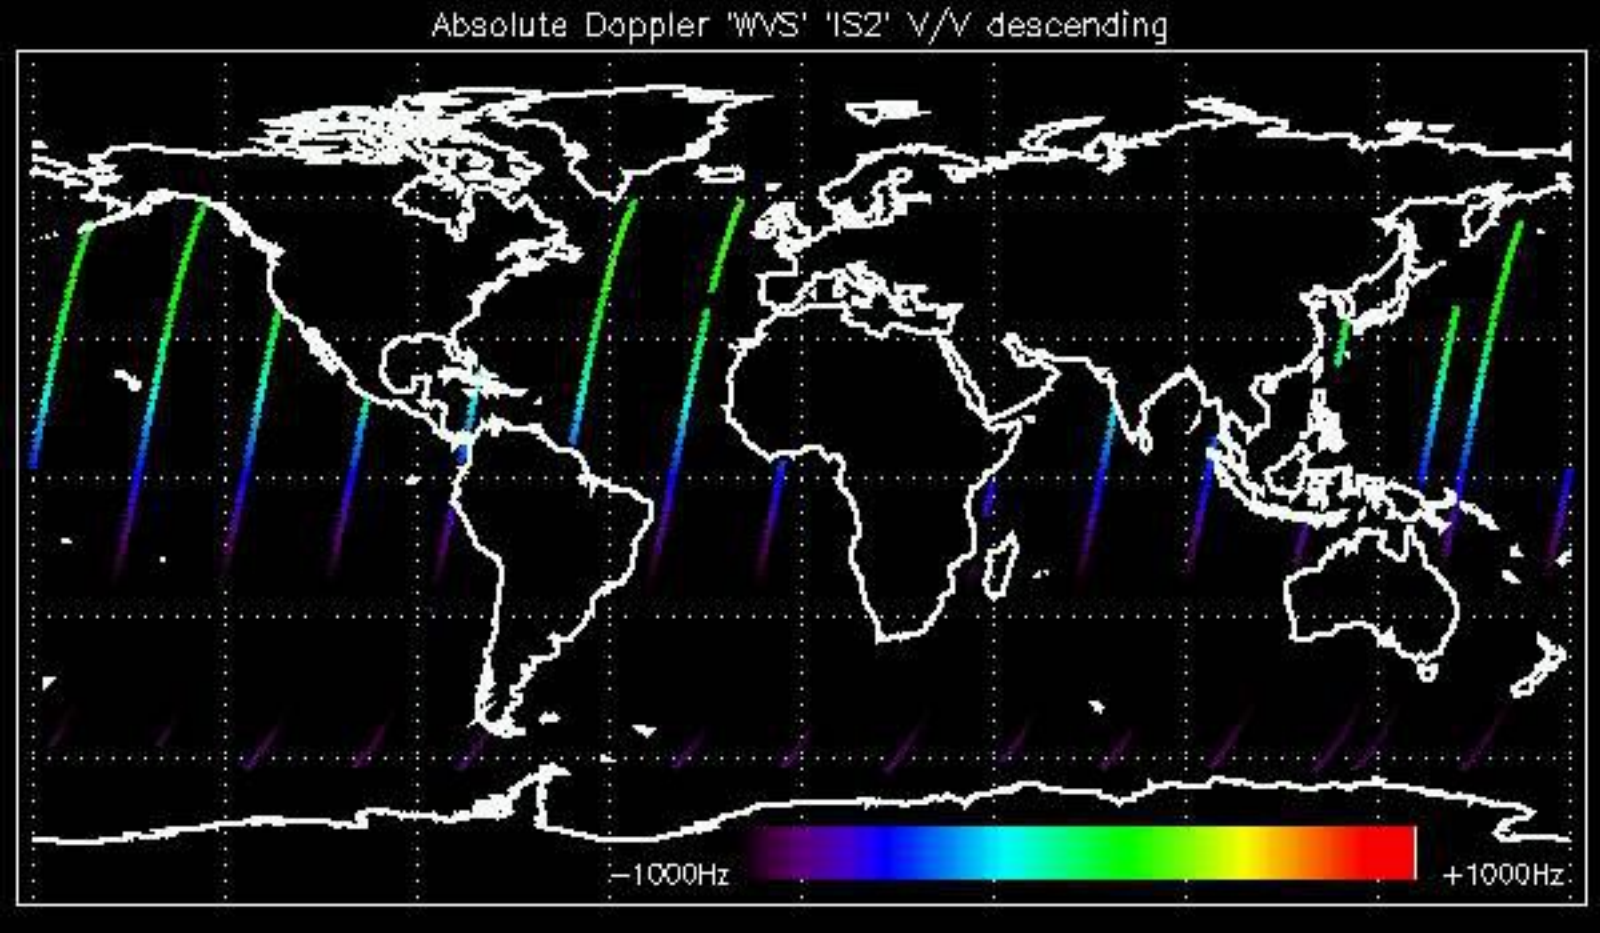 Absolute Doppler 'WVS' 'IS2' V/V descending
-1000Hz
+1000Hz